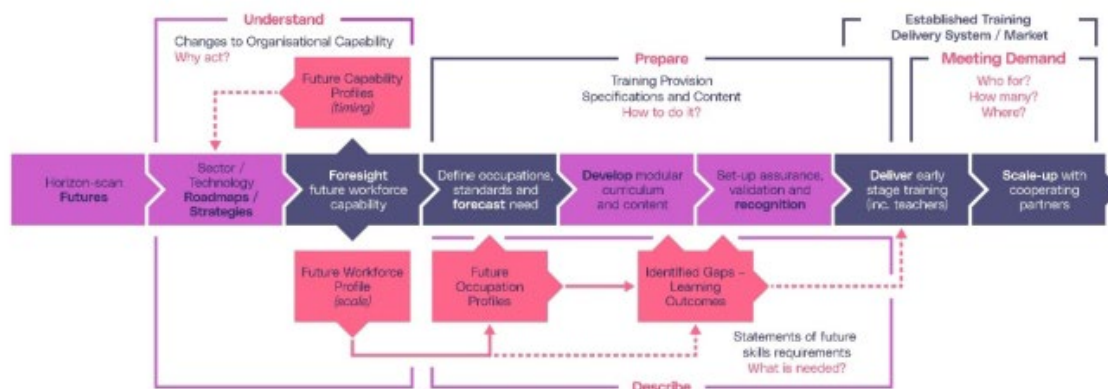 Understand
Changes to Organisational Capability
Why act?
Future Capability
Profiles
(timing)
Prepare
Training Provision
Specifications and Content
How to do it?
Established Training
Delivery System / Market
Meeting Demand
Who for?
How many?
Where?
Horizon-scan
Futures
Sector /
Technology
Roadmaps /
Strategies
Foresight
future workforce
capability
Define occupations,
standards and
forecast need
Develop modular
curriculum
and content
Set-up assurance,
validation and
recognition
Deliver early
stage training
(inc. teachers)
Scale-up with
cooperating
partners
Future Workforce
Profile
(scale)
Future
Occupation
Profiles
Identified Gaps –
Learning
Outcomes
Statements of future
skills requirements
What is needed?
Describe